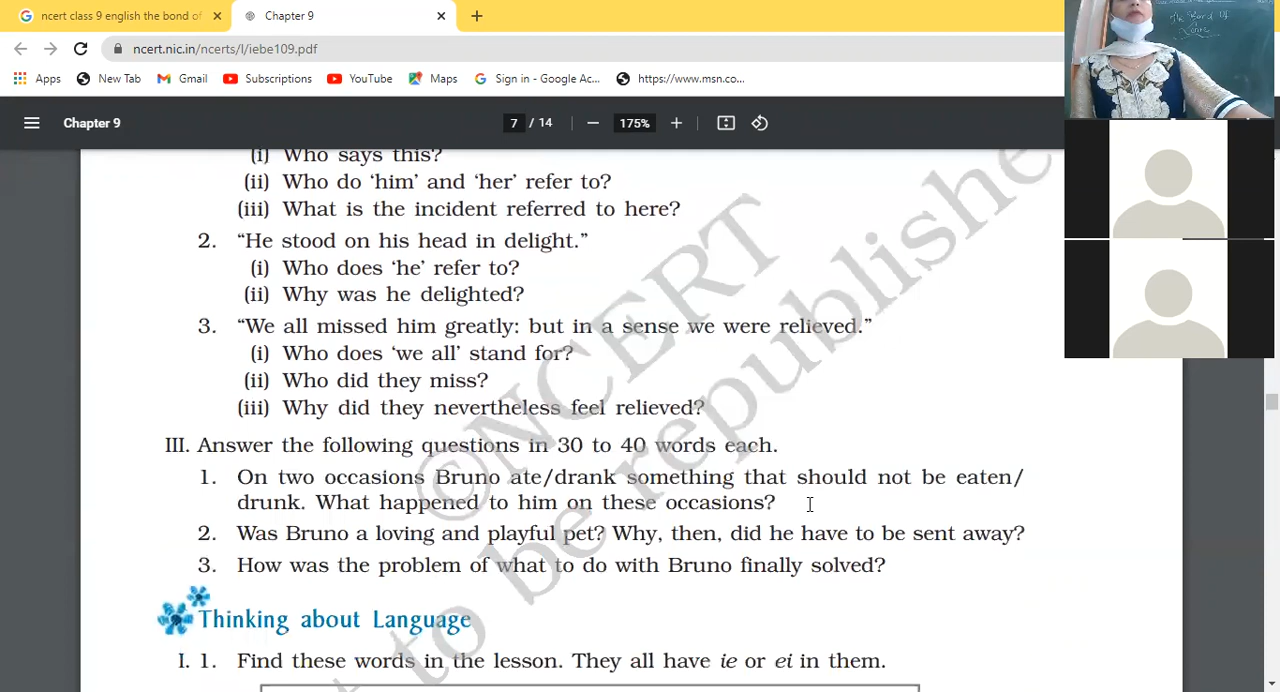 ncert class 9 english the bond of
Chapter 9
ncert.nic.in/ncerts/l/iebe109.pdf
Apps New Tab Gmail Subscriptions YouTube Maps Sign in - Google Ac... https://www.msn.co...
Chapter 9
7 / 14
175%
(i) Who says this?
(ii) Who do ‘him’ and ‘her’ refer to?
(iii) What is the incident referred to here?
2. “He stood on his head in delight.”
(i) Who does ‘he’ refer to?
(ii) Why was he delighted?
3. “We all missed him greatly: but in a sense we were relieved.”
(i) Who does ‘we all’ stand for?
(ii) Who did they miss?
(iii) Why did they nevertheless feel relieved?
III. Answer the following questions in 30 to 40 words each.
1. On two occasions Bruno ate/drank something that should not be eaten/
drunk. What happened to him on these occasions?
2. Was Bruno a loving and playful pet? Why, then, did he have to be sent away?
3. How was the problem of what to do with Bruno finally solved?
Thinking about Language
I. 1. Find these words in the lesson. They all have ie or ei in them.
©NCERT
to be republishe